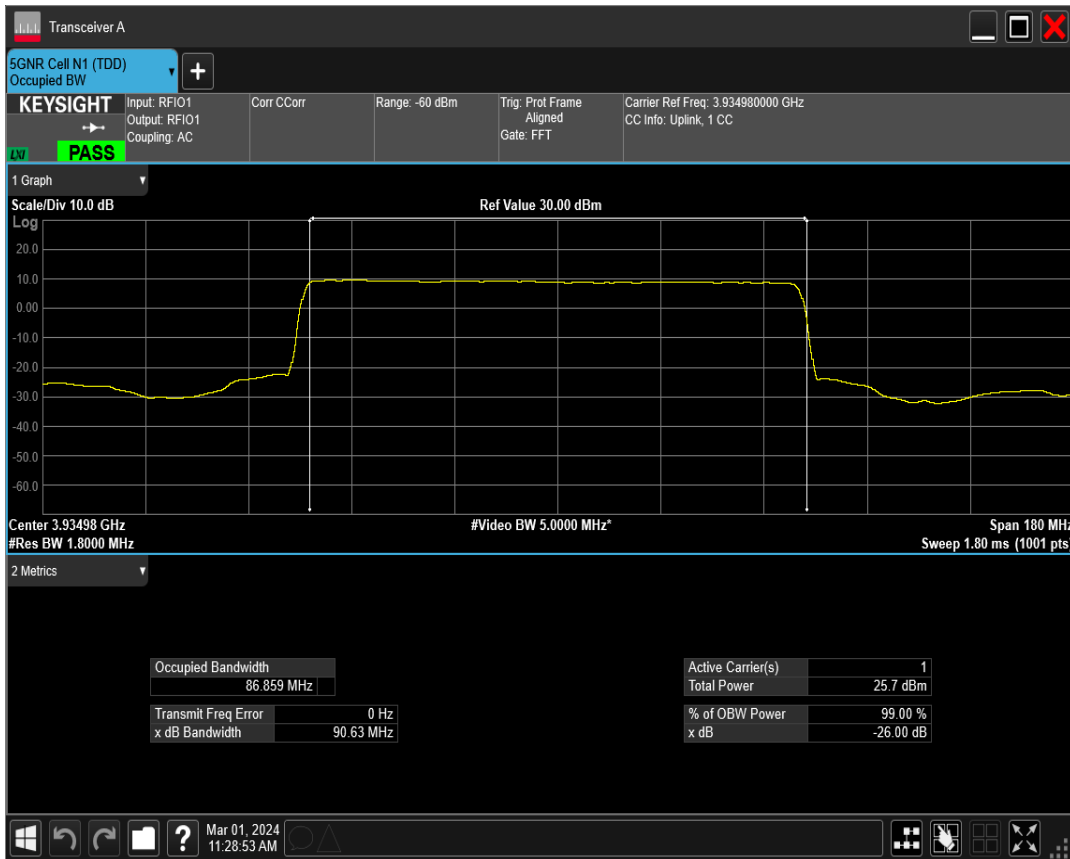 Transceiver A
5GNR Cell N1 (TDD)
Occupied BW
+
KEYSIGHT
LXI
PASS
Input: RFIO1
Output: RFIO1
Coupling: AC
Corr CCorr
Range: -60 dBm
Trig: Prot Frame
Aligned
Gate: FFT
Carrier Ref Freq: 3.934980000 GHz
CC Info: Uplink, 1 CC
1 Graph
Scale/Div 10.0 dB
Ref Value 30.00 dBm
Log
20.0
10.0
0.00
-10.0
-20.0
-30.0
-40.0
-50.0
-60.0
Center 3.93498 GHz
#Video BW 5.0000 MHz*
Span 180 MHz
#Res BW 1.8000 MHz
Sweep 1.80 ms (1001 pts)
2 Metrics
Occupied Bandwidth
86.859 MHz
Transmit Freq Error 0 Hz
x dB Bandwidth 90.63 MHz
Active Carrier(s) 1
Total Power 25.7 dBm
% of OBW Power 99.00 %
x dB -26.00 dB
?
Mar 01, 2024
11:28:53 AM